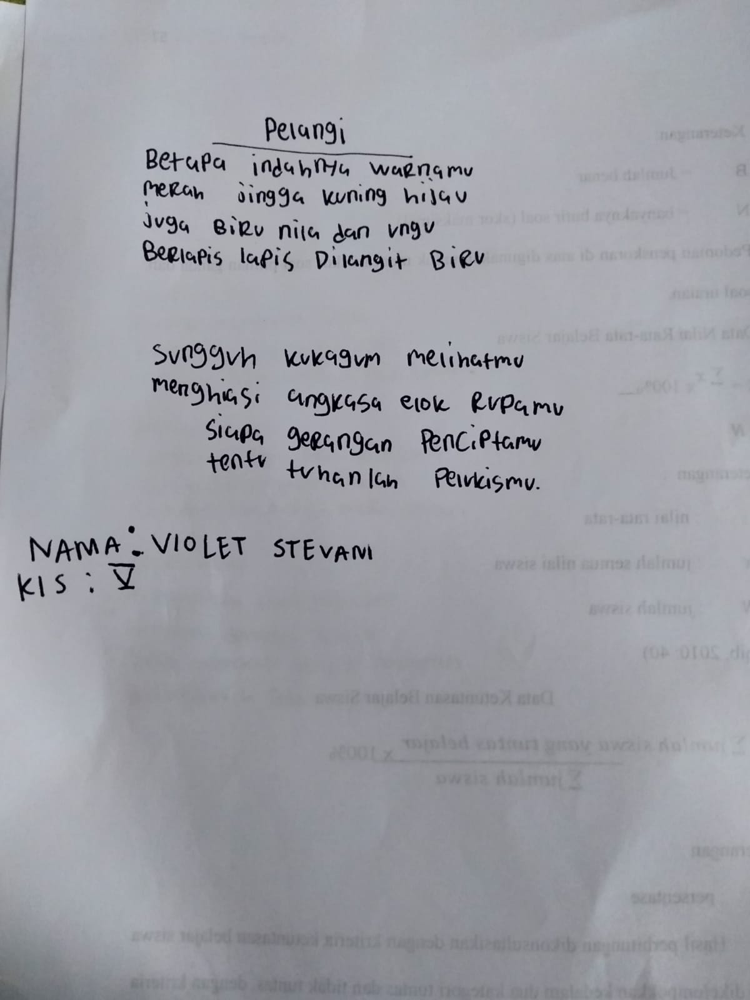 Pelangi
Betapa indahnya warnamu
merah jingga kuning hijau
juga Biru nila dan ungu
Berlapis lapis Dilangit Biru
sungguh kukagum melihatmu
menghiasi angkasa elok Rupamu
siapa gerangan Penciptamu
tentu tuhanlah Pelukismu.
NAMA : VIOLET STEVANI
Kls : V